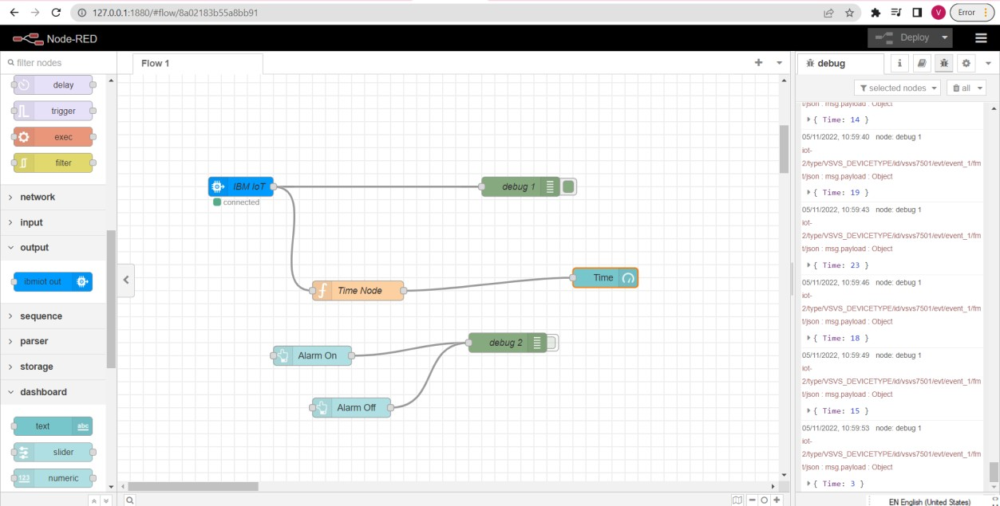 127.0.0.1:1880/#flow/8a02183b55a8bb91
V
Error
Node-RED
Deploy
filter nodes
Flow 1
debug
i
delay
trigger
exec
filter
network
input
output
ibmiot out
sequence
parser
storage
dashboard
text
abc
slider
123
numeric
IBM IoT
connected
debug 1
f
Time Node
Time
Alarm On
debug 2
Alarm Off
selected nodes
all
t/json : msg.payload : Object
{ Time: 14 }
05/11/2022, 10:59:40 node: debug 1
iot-
2/type/VSVS_DEVICETYPE/id/vsvs7501/evt/event_1/fm
t/json : msg.payload : Object
{ Time: 19 }
05/11/2022, 10:59:43 node: debug 1
iot-
2/type/VSVS_DEVICETYPE/id/vsvs7501/evt/event_1/fm
t/json : msg.payload : Object
{ Time: 23 }
05/11/2022, 10:59:46 node: debug 1
iot-
2/type/VSVS_DEVICETYPE/id/vsvs7501/evt/event_1/fm
t/json : msg.payload : Object
{ Time: 18 }
05/11/2022, 10:59:49 node: debug 1
iot-
2/type/VSVS_DEVICETYPE/id/vsvs7501/evt/event_1/fm
t/json : msg.payload : Object
{ Time: 15 }
05/11/2022, 10:59:53 node: debug 1
iot-
2/type/VSVS_DEVICETYPE/id/vsvs7501/evt/event_1/fm
t/json : msg.payload : Object
{ Time: 3 }
EN English (United States)